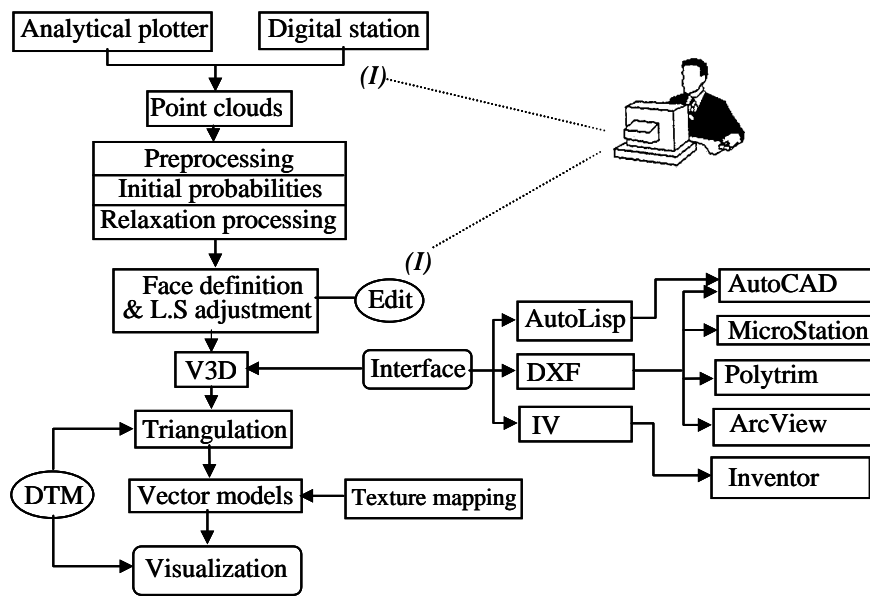 Analytical plotter
Digital station
(I)
Point clouds
Preprocessing
Initial probabilities
Relaxation processing
(I)
Face definition
& L.S adjustment
Edit
AutoCAD
AutoLisp
MicroStation
V3D
Interface
DXF
Polytrim
Triangulation
IV
ArcView
DTM
Vector models
Texture mapping
Inventor
Visualization